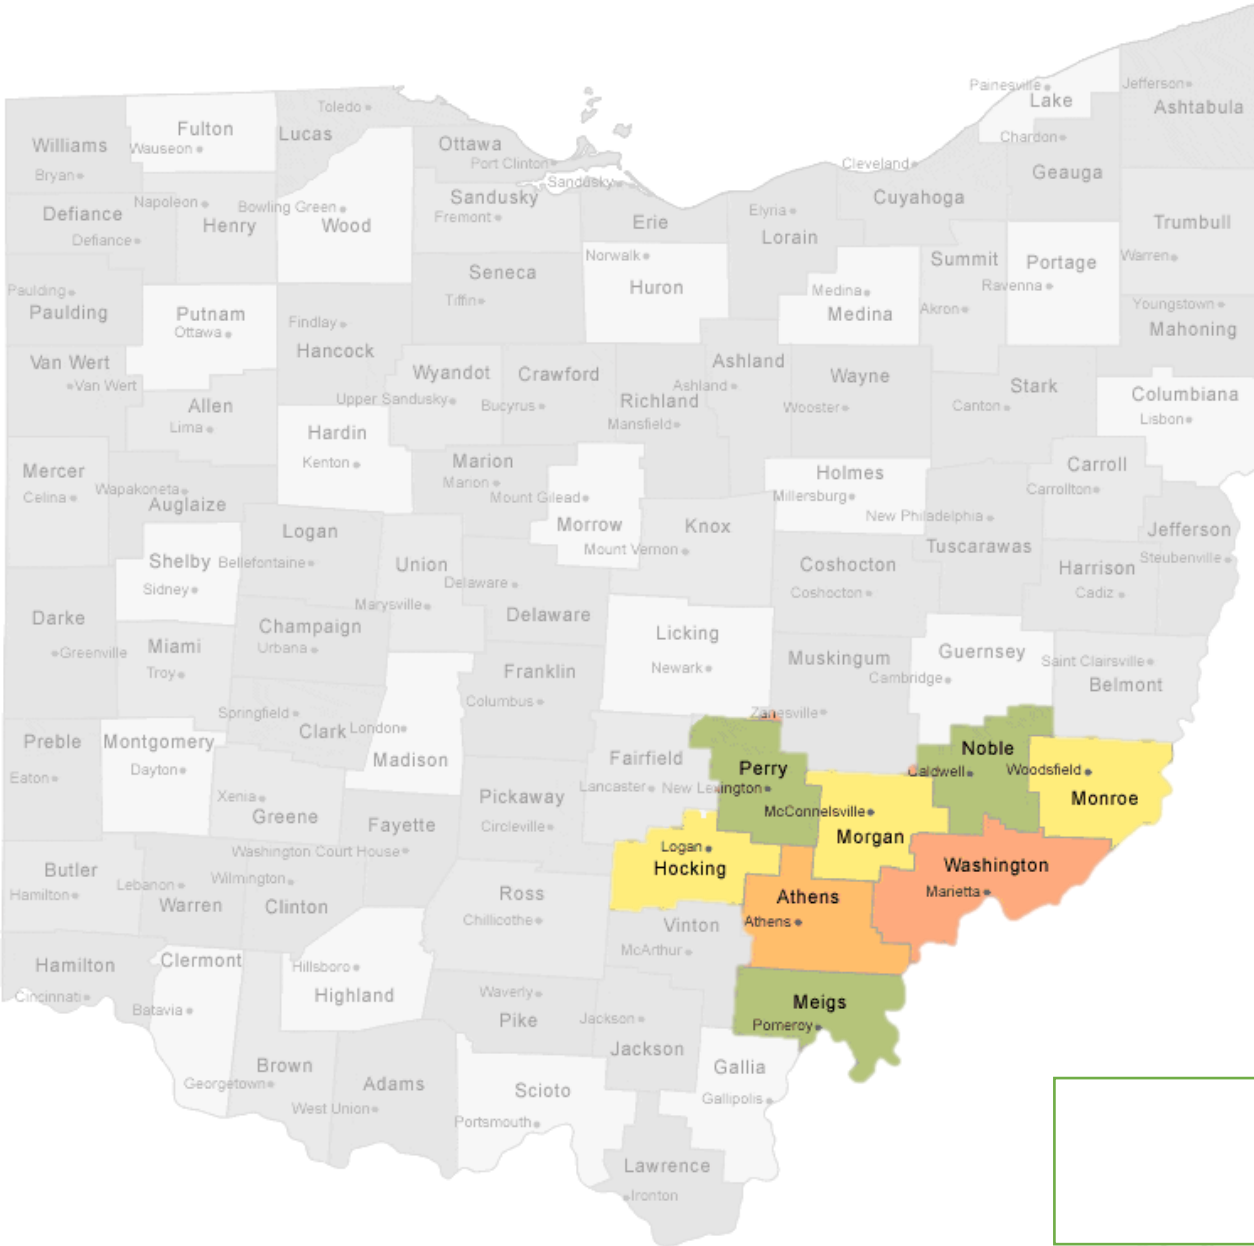 Painesville
Lake
Jefferson
Ashtabula
Toledo
Fulton
Lucas
Wauseon
Williams
Bryan
Ottawa
Port Clinton
Chardon
Geauga
Cleveland
Cuyahoga
Sandusky
Sandusky
Fremont
Napoleon
Henry
Bowling Green
Wood
Defiance
Defiance
Erie
Elyria
Lorain
Trumbull
Warren
Norwalk
Huron
Seneca
Tiffin
Summit
Akron
Portage
Ravenna
Medina
Medina
Paulding
Paulding
Putnam
Ottawa
Findlay
Hancock
Youngstown
Mahoning
Van Wert
Van Wert
Wyandot
Upper Sandusky
Crawford
Bucyrus
Richland
Mansfield
Ashland
Ashland
Wayne
Wooster
Stark
Canton
Columbiana
Lisbon
Allen
Lima
Hardin
Kenton
Mercer
Celina
Wapakoneta
Auglaize
Marion
Marion
Mount Gilead
Morrow
Holmes
Millersburg
Carroll
Carrollton
New Philadelphia
Tuscarawas
Jefferson
Steubenville
Logan
Bellefontaine
Shelby
Sidney
Union
Marysville
Delaware
Delaware
Knox
Mount Vernon
Coshocton
Coshocton
Harrison
Cadiz
Darke
Greenville
Miami
Troy
Champaign
Urbana
Licking
Newark
Muskingum
Zanesville
Guernsey
Cambridge
Saint Clairsville
Belmont
Franklin
Columbus
Springfield
Clark
London
Madison
Preble
Eaton
Montgomery
Dayton
Fairfield
Lancaster
New Lexington
Perry
Noble
Caldwell
Woodsfield
Monroe
Xenia
Greene
Fayette
Washington Court House
Pickaway
Circleville
McConnelsville
Morgan
Logan
Hocking
Washington
Marietta
Butler
Hamilton
Lebanon
Warren
Wilmington
Clinton
Ross
Chillicothe
Athens
Athens
Vinton
McArthur
Hamilton
Cincinnati
Clermont
Batavia
Hillsboro
Highland
Waverly
Pike
Jackson
Jackson
Meigs
Pomeroy
Brown
Georgetown
Adams
West Union
Scioto
Portsmouth
Gallia
Gallipolis
Lawrence
Ironton